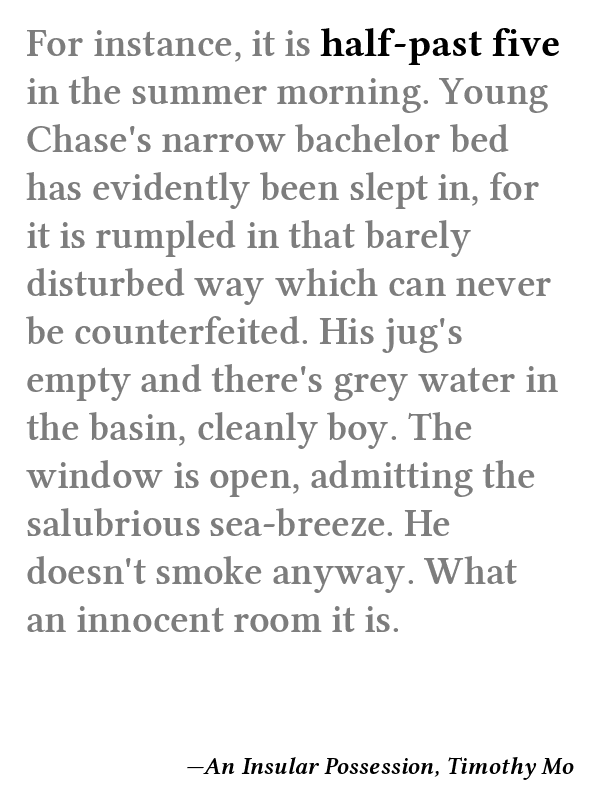 For instance, it is half-past five
in the summer morning. Young
Chase's narrow bachelor bed
has evidently been slept in, for
it is rumpled in that barely
disturbed way which can never
be counterfeited. His jug's
empty and there's grey water in
the basin, cleanly boy. The
window is open, admitting the
salubrious sea-breeze. He
doesn't smoke anyway. What
an innocent room it is.
—An Insular Possession, Timothy Mo